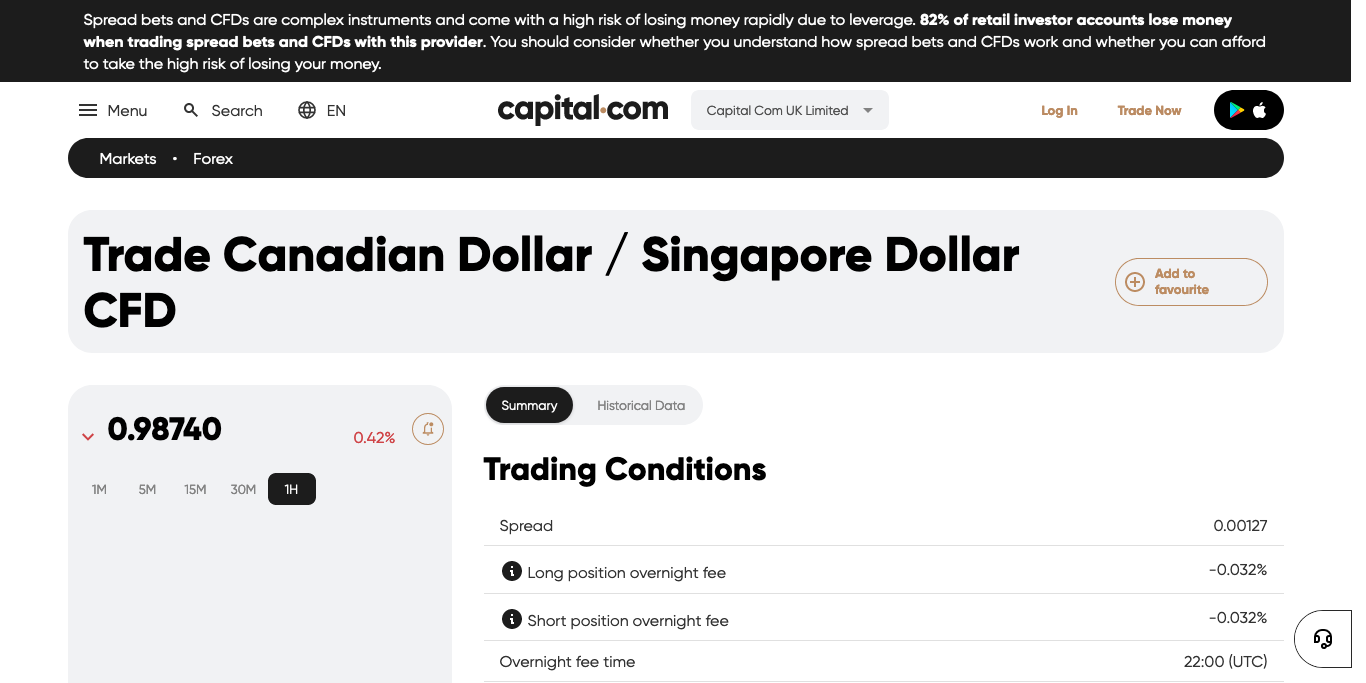 Spread bets and CFDs are complex instruments and come with a high risk of losing money rapidly due to leverage. 82% of retail investor accounts lose money
when trading spread bets and CFDs with this provider. You should consider whether you understand how spread bets and CFDs work and whether you can afford
to take the high risk of losing your money.
Menu Search EN capital.com Capital Com UK Limited Log In Trade Now
Markets • Forex
Trade Canadian Dollar / Singapore Dollar
CFD
Add to
favourite
0.98740 0.42%
1M 5M 15M 30M 1H
Summary Historical Data
Trading Conditions
Spread 0.00127
Long position overnight fee -0.032%
Short position overnight fee -0.032%
Overnight fee time 22:00 (UTC)